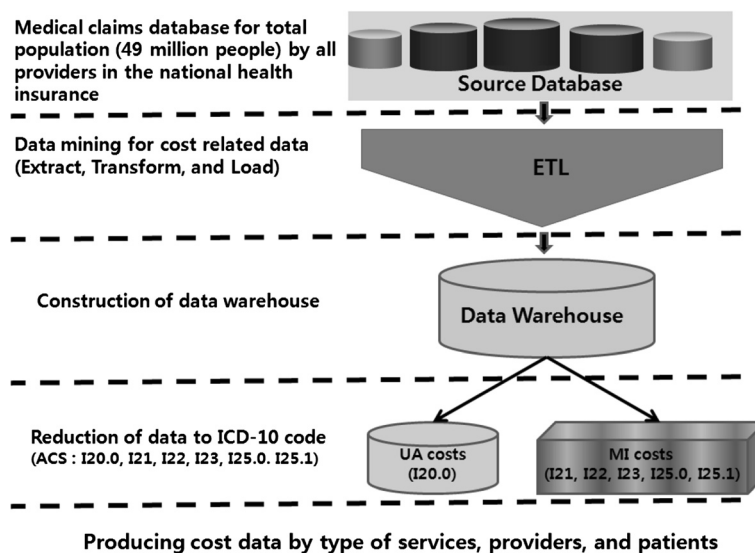 Medical claims database for total
population (49 million people) by all
providers in the national health
insurance
Source Database
Data mining for cost related data
(Extract, Transform, and Load)
ETL
Construction of data warehouse
Data Warehouse
Reduction of data to ICD-10 code
(ACS : I20.0, I21, I22, I23, I25.0. I25.1)
UA costs
(I20.0)
MI costs
(I21, I22, I23, I25.0, I25.1)
Producing cost data by type of services, providers, and patients